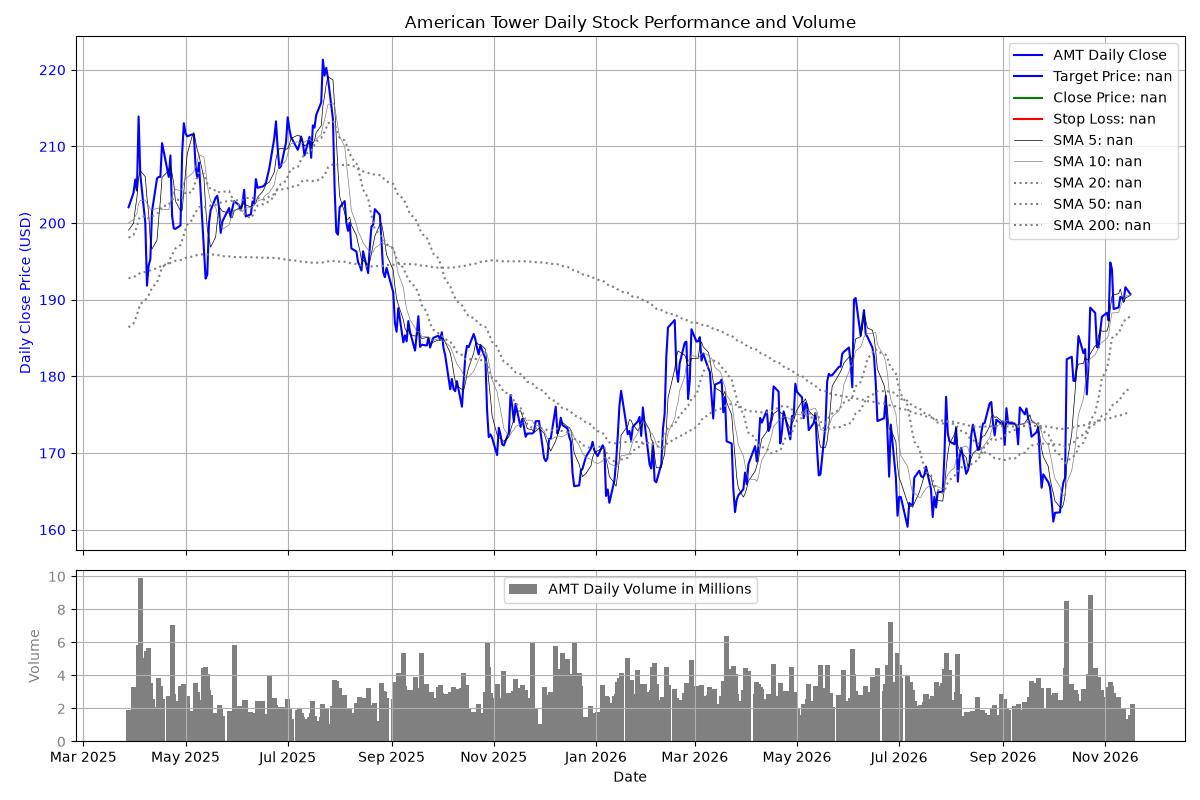 American Tower Daily Stock Performance and Volume
Daily Close Price (USD)
220
210
200
190
180
170
160
AMT Daily Close
Target Price: nan
Close Price: nan
Stop Loss: nan
SMA 5: nan
SMA 10: nan
SMA 20: nan
SMA 50: nan
SMA 200: nan
Volume
10
8
6
4
2
0
AMT Daily Volume in Millions
Mar 2025 May 2025 Jul 2025 Sep 2025 Nov 2025 Jan 2026 Mar 2026 May 2026 Jul 2026 Sep 2026 Nov 2026
Date